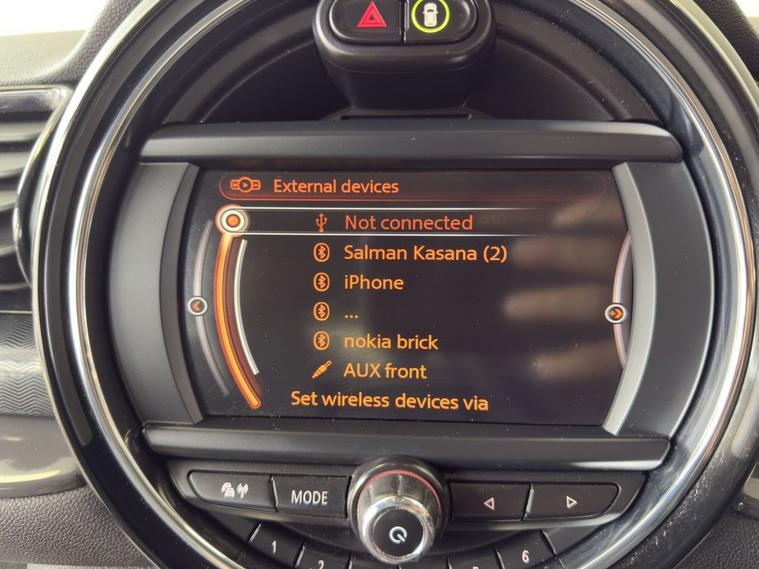 External devices
Not connected
Salman Kasana (2)
iPhone
...
nokia brick
AUX front
Set wireless devices via
MODE
1
2
6